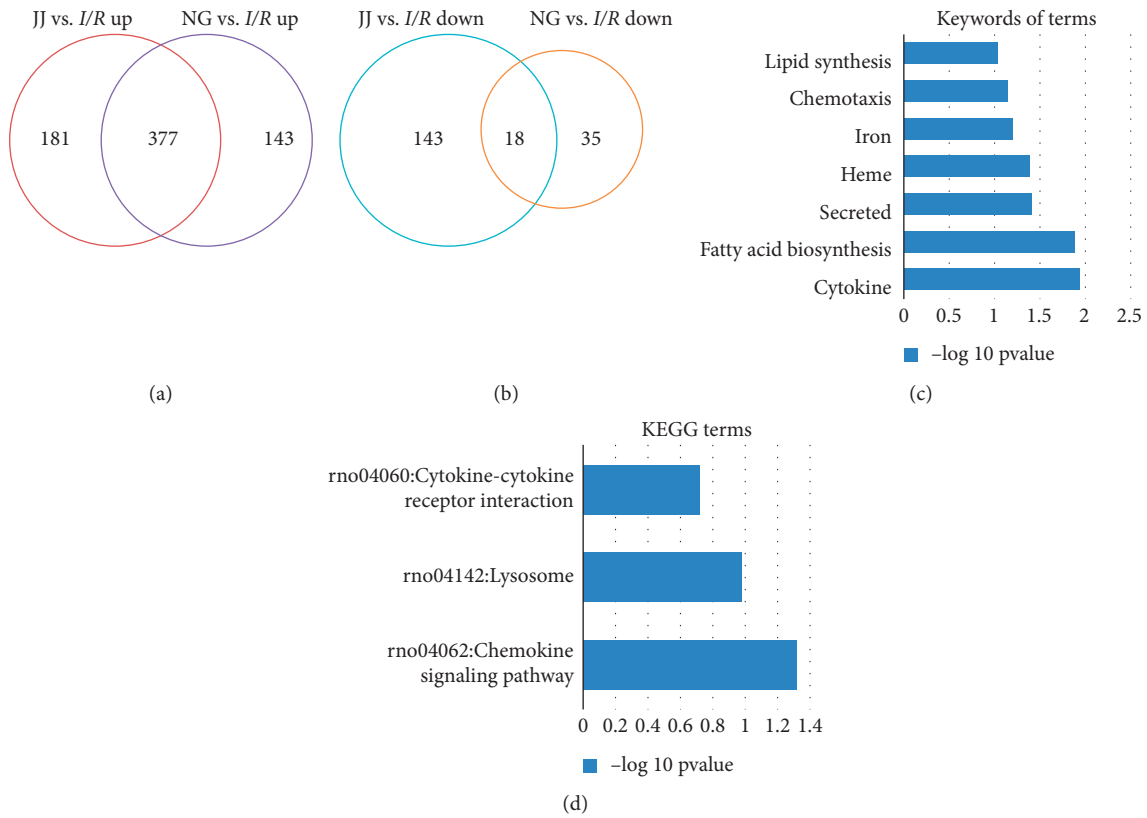 JJ vs. I/R up
NG vs. I/R up
181
377
143
(a)
JJ vs. I/R down
NG vs. I/R down
143
18
35
(b)
Keywords of terms
Lipid synthesis
Chemotaxis
Iron
Heme
Secreted
Fatty acid biosynthesis
Cytokine
0 0.5 1 1.5 2 2.5
–log 10 pvalue
(c)
KEGG terms
rno04060:Cytokine-cytokine
receptor interaction
rno04142:Lysosome
rno04062:Chemokine
signaling pathway
0 0.2 0.4 0.6 0.8 1 1.2 1.4
–log 10 pvalue
(d)